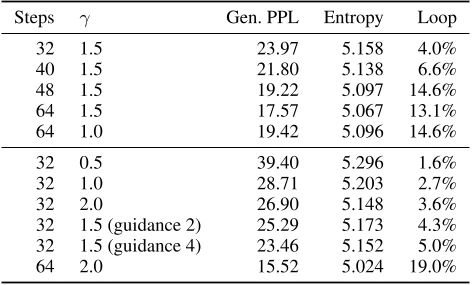 Steps γ Gen. PPL Entropy Loop
32 1.5 23.97 5.158 4.0%
40 1.5 21.80 5.138 6.6%
48 1.5 19.22 5.097 14.6%
64 1.5 17.57 5.067 13.1%
64 1.0 19.42 5.096 14.6%
32 0.5 39.40 5.296 1.6%
32 1.0 28.71 5.203 2.7%
32 2.0 26.90 5.148 3.6%
32 1.5 (guidance 2) 25.29 5.173 4.3%
32 1.5 (guidance 4) 23.46 5.152 5.0%
64 2.0 15.52 5.024 19.0%